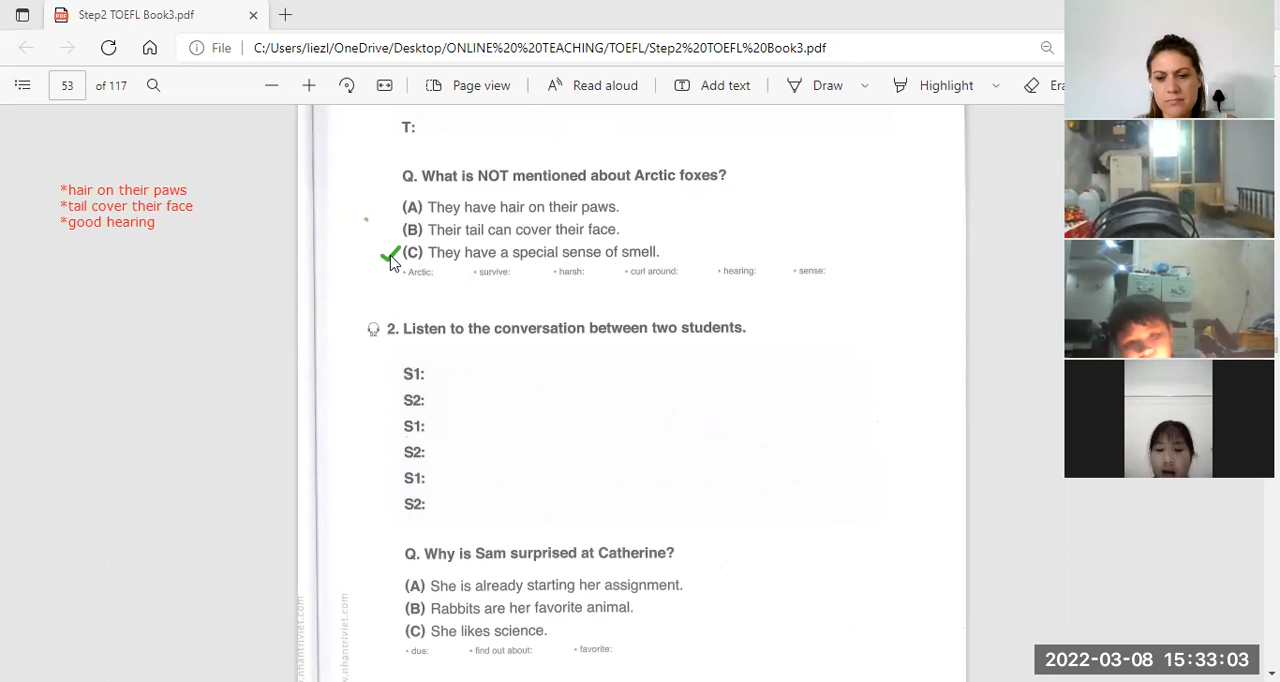 Step2 TOEFL Book3.pdf
File C:/Users/liezl/OneDrive/Desktop/ONLINE%20%20TEACHING/TOEFL/Step2%20TOEFL%20Book3.pdf
53 of 117 Page view Read aloud Add text Draw Highlight Era
T:
Q. What is NOT mentioned about Arctic foxes?
*hair on their paws
*tail cover their face
*good hearing
(A) They have hair on their paws.
(B) Their tail can cover their face.
(C) They have a special sense of smell.
• Arctic: • survive: • harsh: • curl around: • hearing: • sense:
52
2. Listen to the conversation between two students.
S1:
S2:
S1:
S2:
S1:
S2:
Q. Why is Sam surprised at Catherine?
(A) She is already starting her assignment.
(B) Rabbits are her favorite animal.
(C) She likes science.
• due: • find out about: • favorite:
www.nhantriviet.com
2022-03-08 15:33:03